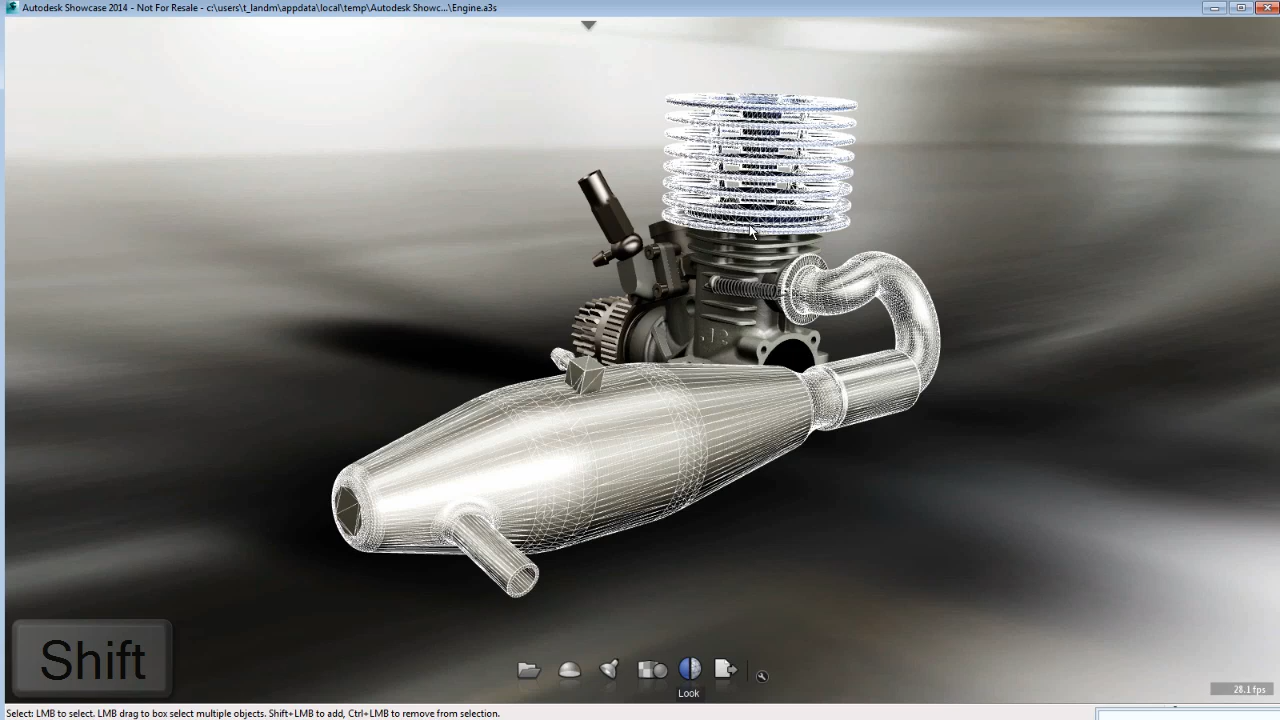 Autodesk Showcase 2014 - Not For Resale - c:\users\t_landm\appdata\local\temp\Autodesk Showc...\Engine.a3s
Shift
Look
28.1 fps
Select: LMB to select. LMB drag to box select multiple objects. Shift+LMB to add, Ctrl+LMB to remove from selection.